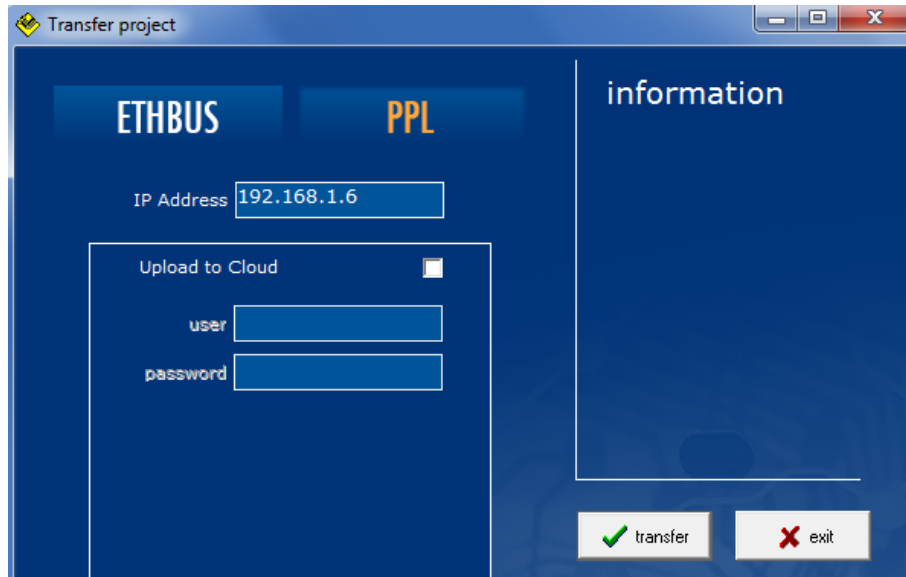 Transfer project
ETHBUS PPL
information
IP Address 192.168.1.6
Upload to Cloud
user
password
transfer exit